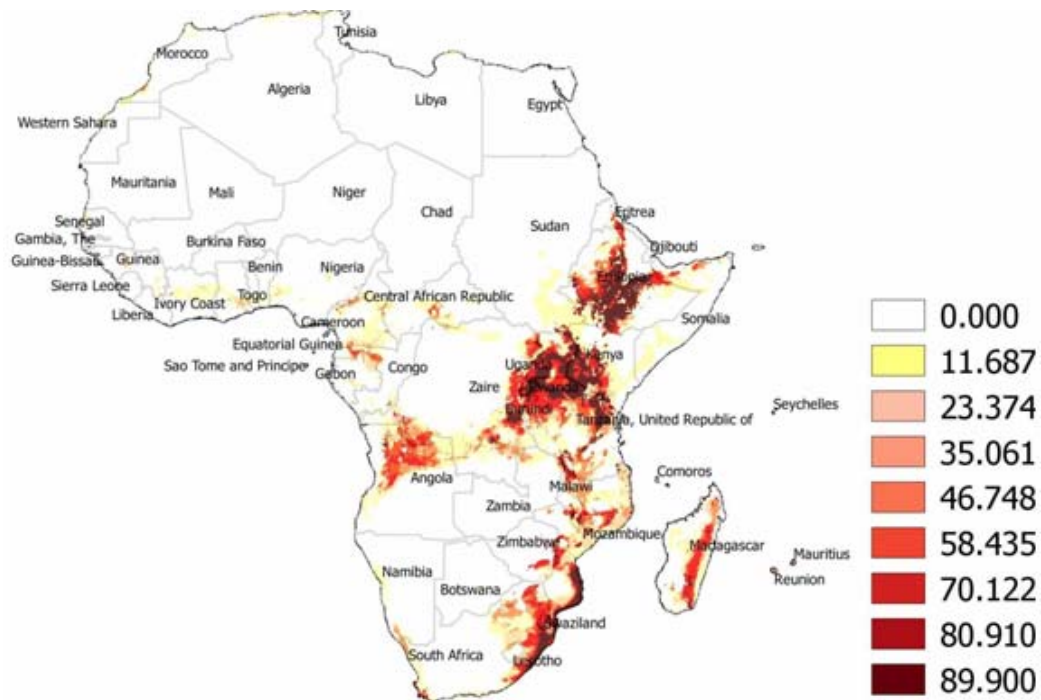 Tunisia
Morocco
Algeria
Libya
Egypt
Western Sahara
Mauritania
Mali
Niger
Chad
Sudan
Eritrea
Senegal
Gambia, The
Burkina Faso
Djibouti
Guinea-Bissau
Guinea
Benin
Nigeria
Ethiopia
Sierra Leone
Ivory Coast
Togo
Central African Republic
Liberia
Cameroon
Somalia
Equatorial Guinea
Uganda
Kenya
Sao Tome and Principe
Gabon
Congo
Zaire
Rwanda
Burundi
Tanzania, United Republic of
Seychelles
Angola
Malawi
Comoros
Zambia
Zimbabwe
Mozambique
Madagascar
Mauritius
Reunion
Namibia
Botswana
Swaziland
South Africa
Lesotho
0.000
11.687
23.374
35.061
46.748
58.435
70.122
80.910
89.900